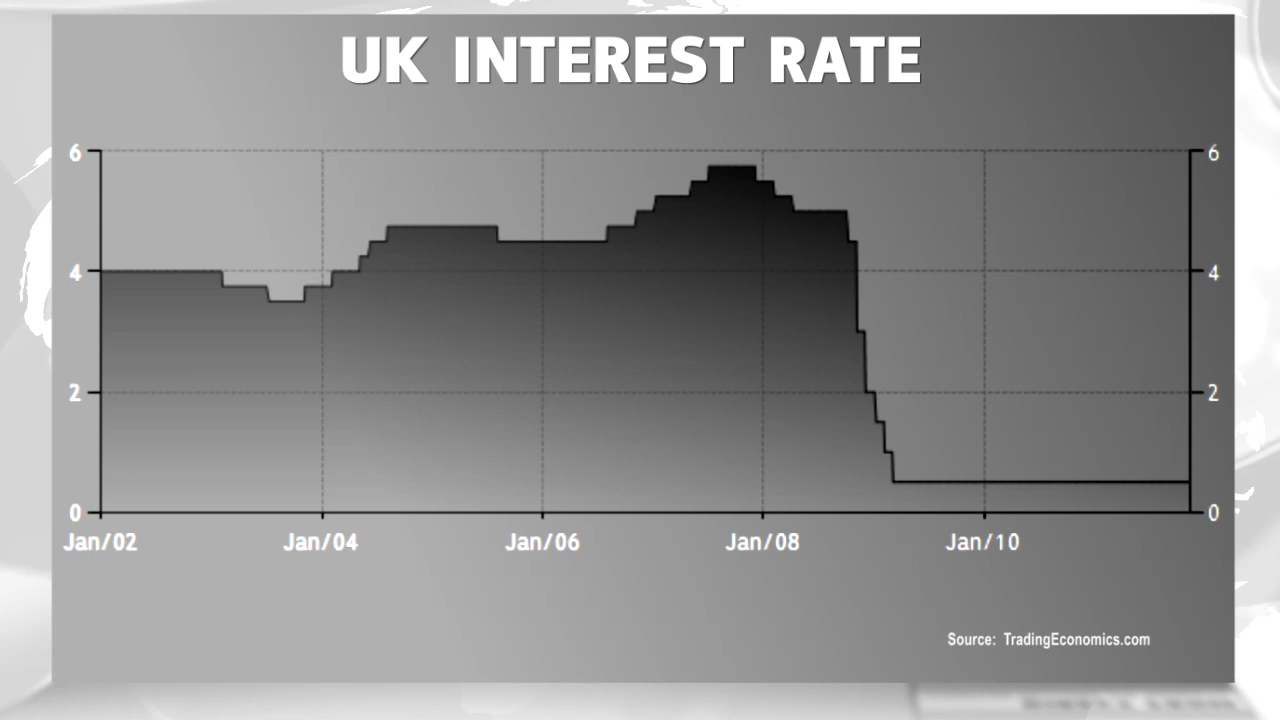 UK INTEREST RATE
6 6
4 4
2 2
0 0
Jan/02 Jan/04 Jan/06 Jan/08 Jan/10
Source: TradingEconomics.com